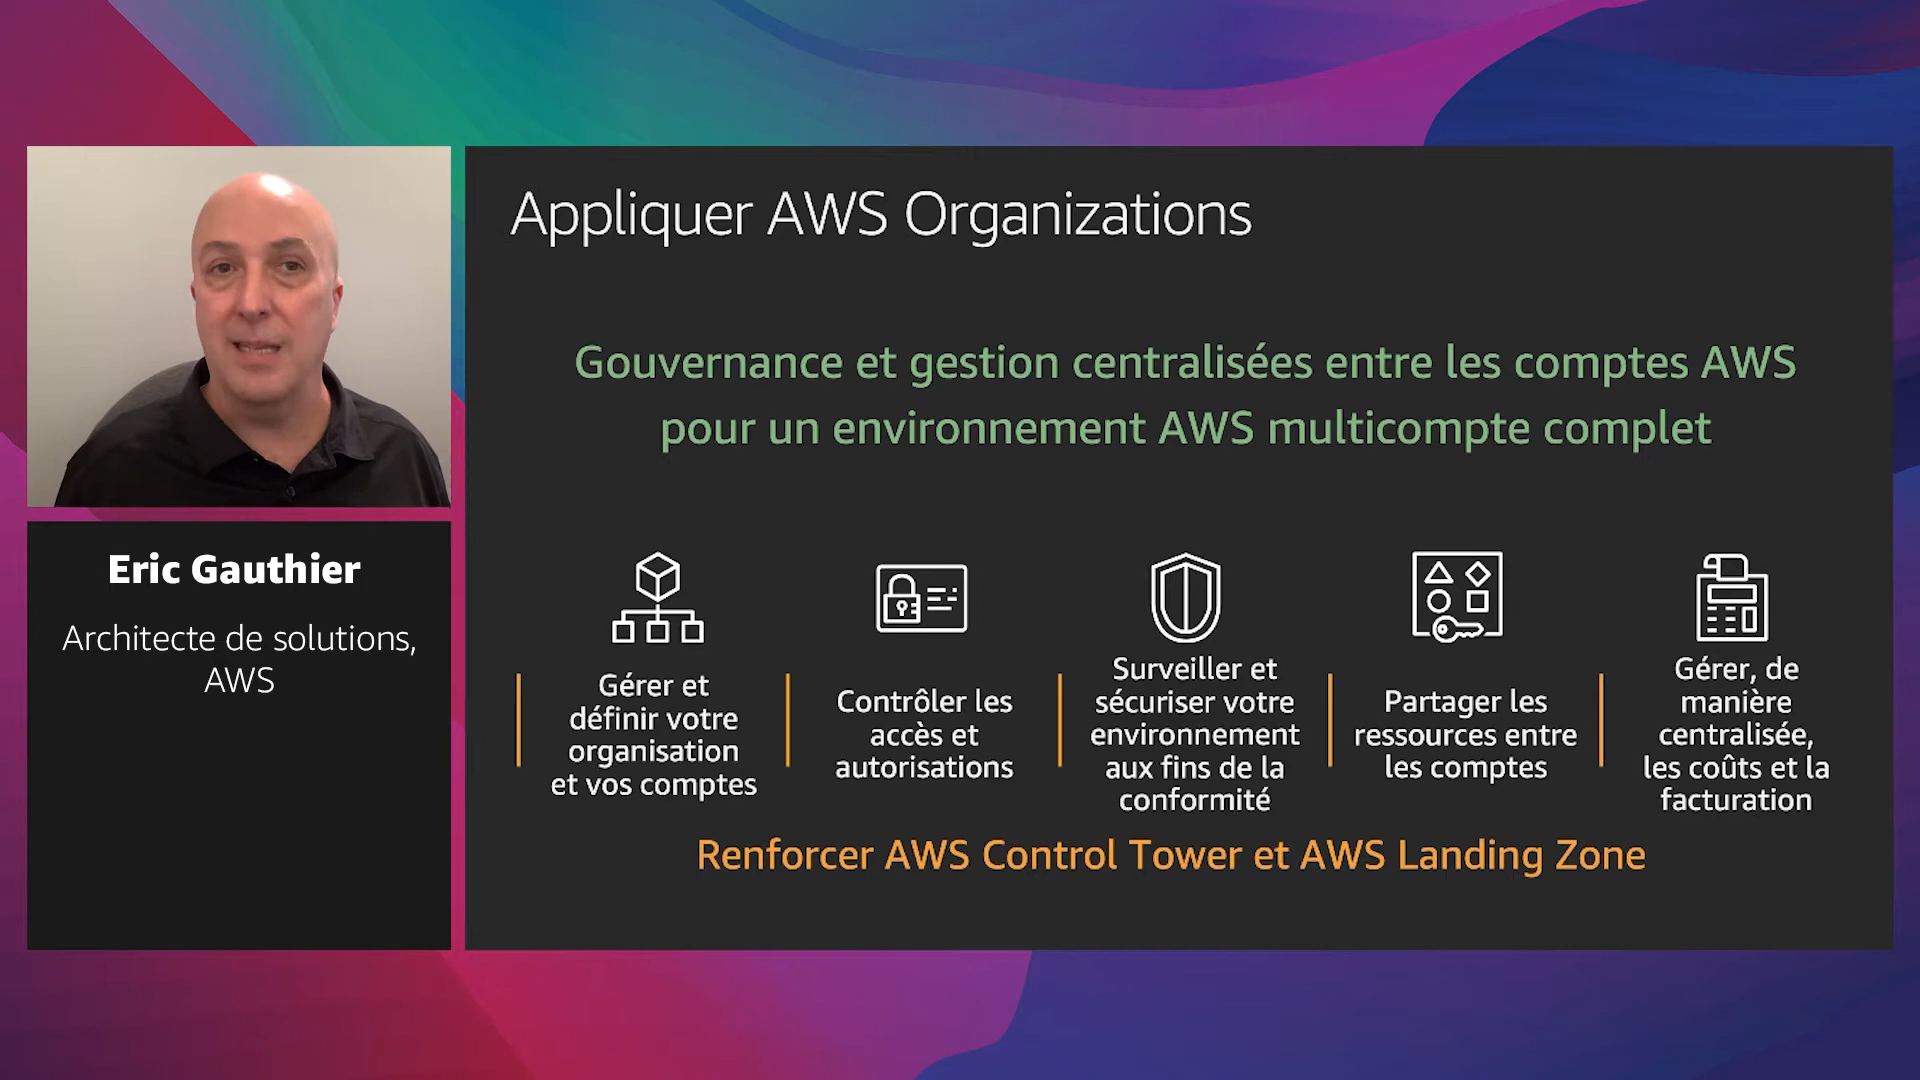 Appliquer AWS Organizations
Gouvernance et gestion centralisées entre les comptes AWS
pour un environnement AWS multicompte complet
Gérer et
définir votre
organisation
et vos comptes
Contrôler les
accès et
autorisations
Surveiller et
sécuriser votre
environnement
aux fins de la
conformité
Partager les
ressources entre
les comptes
Gérer, de
manière
centralisée,
les coûts et la
facturation
Renforcer AWS Control Tower et AWS Landing Zone
Eric Gauthier
Architecte de solutions,
AWS